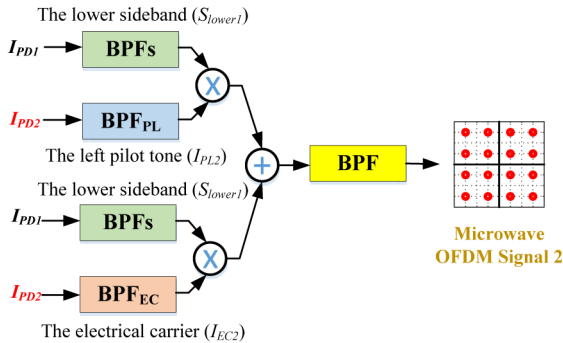 The lower sideband (Slower1)
IPD1
BPFs
X
IPD2
BPFPL
The left pilot tone (IPL2)
+
BPF
The lower sideband (Slower1)
IPD1
BPFs
X
IPD2
BPFEC
The electrical carrier (IEC2)
Microwave
OFDM Signal 2